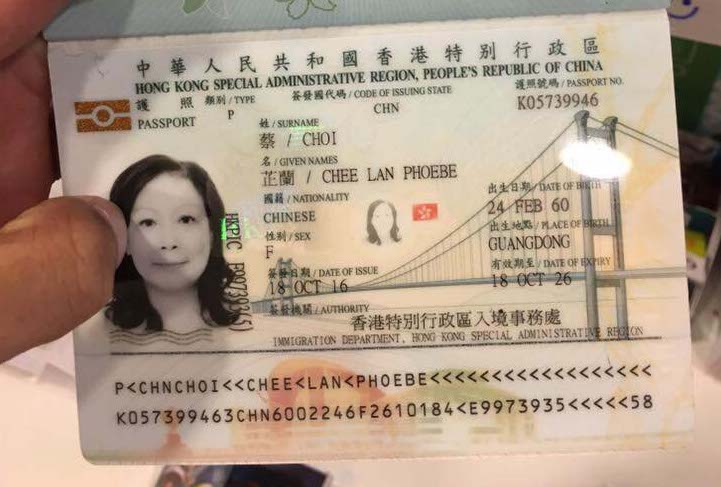 中華人民共和國香港特別行政區
HONG KONG SPECIAL ADMINISTRATIVE REGION, PEOPLE'S REPUBLIC OF CHINA
護照 類別 / TYPE 簽發國代碼 / CODE OF ISSUING STATE 護照號碼 / PASSPORT NO.
PASSPORT P CHN K05739946
姓 / SURNAME
蔡 / CHOI
名 / GIVEN NAMES
芷蘭 / CHEE LAN PHOEBE
國籍 / NATIONALITY 出生日期 / DATE OF BIRTH
CHINESE 24 FEB 60
性別 / SEX 出生地點 / PLACE OF BIRTH
F GUANGDONG
簽發日期 / DATE OF ISSUE 有效期至 / DATE OF EXPIRY
18 OCT 16 18 OCT 26
簽發機關 / AUTHORITY
香港特別行政區入境事務處
IMMIGRATION DEPARTMENT, HONG KONG SPECIAL ADMINISTRATIVE REGION
P<CHNCHOI<<CHEE<LAN<PHOEBE<<<<<<<<<<<<<<<<<<
K057399463CHN6002246F2610184<E9973935<<<<<58